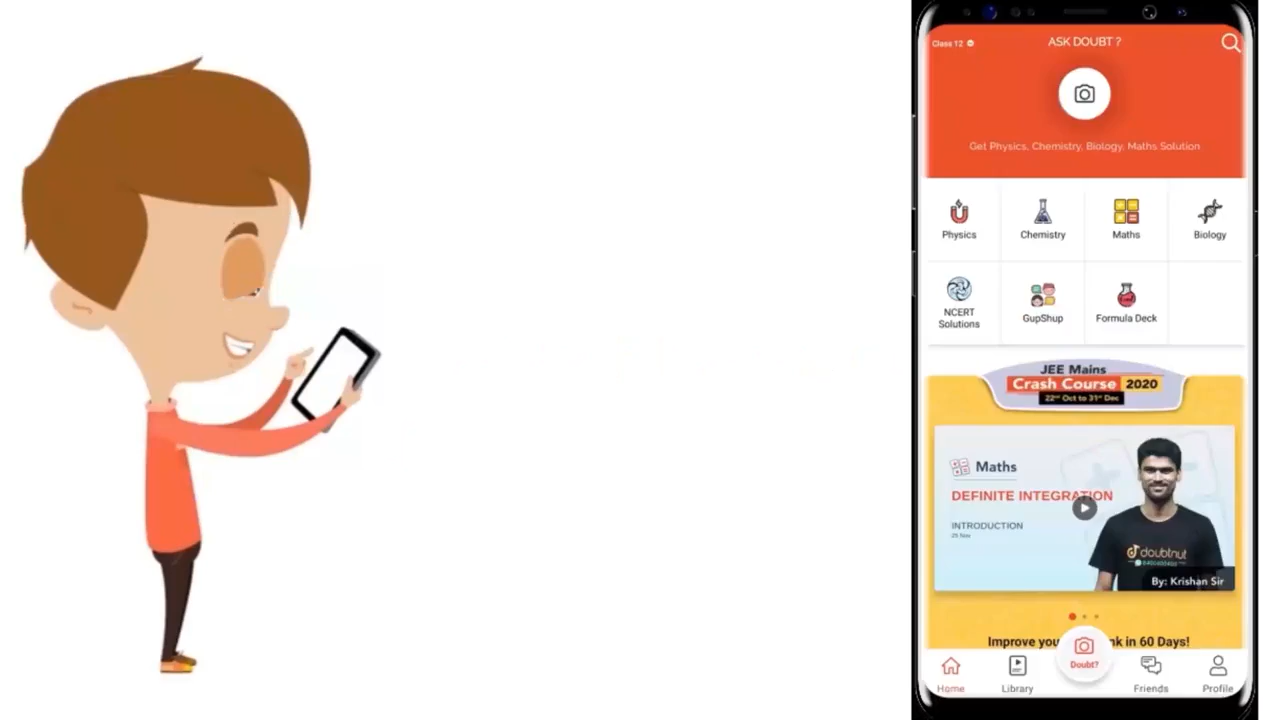 Class 12
ASK DOUBT ?
Get Physics, Chemistry, Biology, Maths Solution
Physics
Chemistry
Maths
Biology
NCERT
Solutions
GupShup
Formula Deck
JEE Mains
Crash Course 2020
22nd Oct to 31st Dec
Maths
DEFINITE INTEGRATION
INTRODUCTION
doubtnut
By: Krishan Sir
Improve you nk in 60 Days!
Doubt?
Home
Library
Friends
Profile